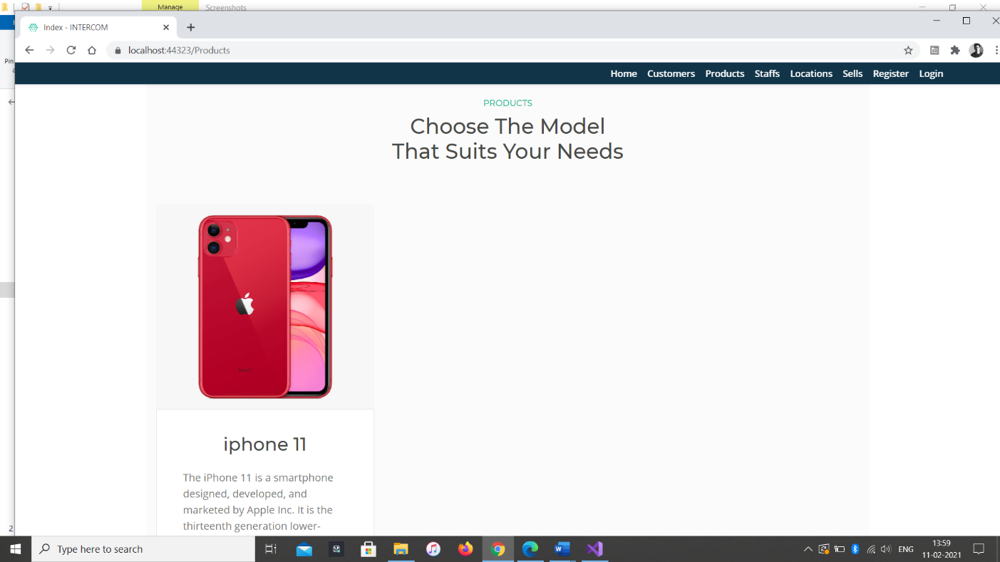 Manage
Screenshots
Index - INTERCOM
localhost:44323/Products
Pin
Home Customers Products Staffs Locations Sells Register Login
PRODUCTS
Choose The Model
That Suits Your Needs
iphone 11
The iPhone 11 is a smartphone
designed, developed, and
marketed by Apple Inc. It is the
thirteenth generation lower-
2
Type here to search
ENG
13:59
11-02-2021